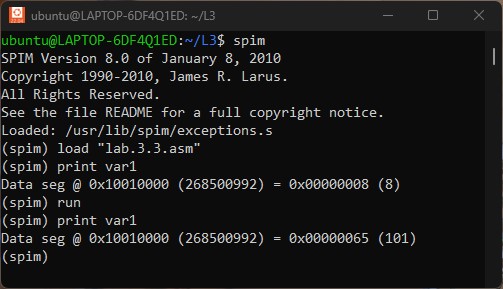 ubuntu@LAPTOP-6DF4Q1ED: ~/L3
ubuntu@LAPTOP-6DF4Q1ED:~/L3$ spim
SPIM Version 8.0 of January 8, 2010
Copyright 1990-2010, James R. Larus.
All Rights Reserved.
See the file README for a full copyright notice.
Loaded: /usr/lib/spim/exceptions.s
(spim) load "lab.3.3.asm"
(spim) print var1
Data seg @ 0x10010000 (268500992) = 0x00000008 (8)
(spim) run
(spim) print var1
Data seg @ 0x10010000 (268500992) = 0x00000065 (101)
(spim)